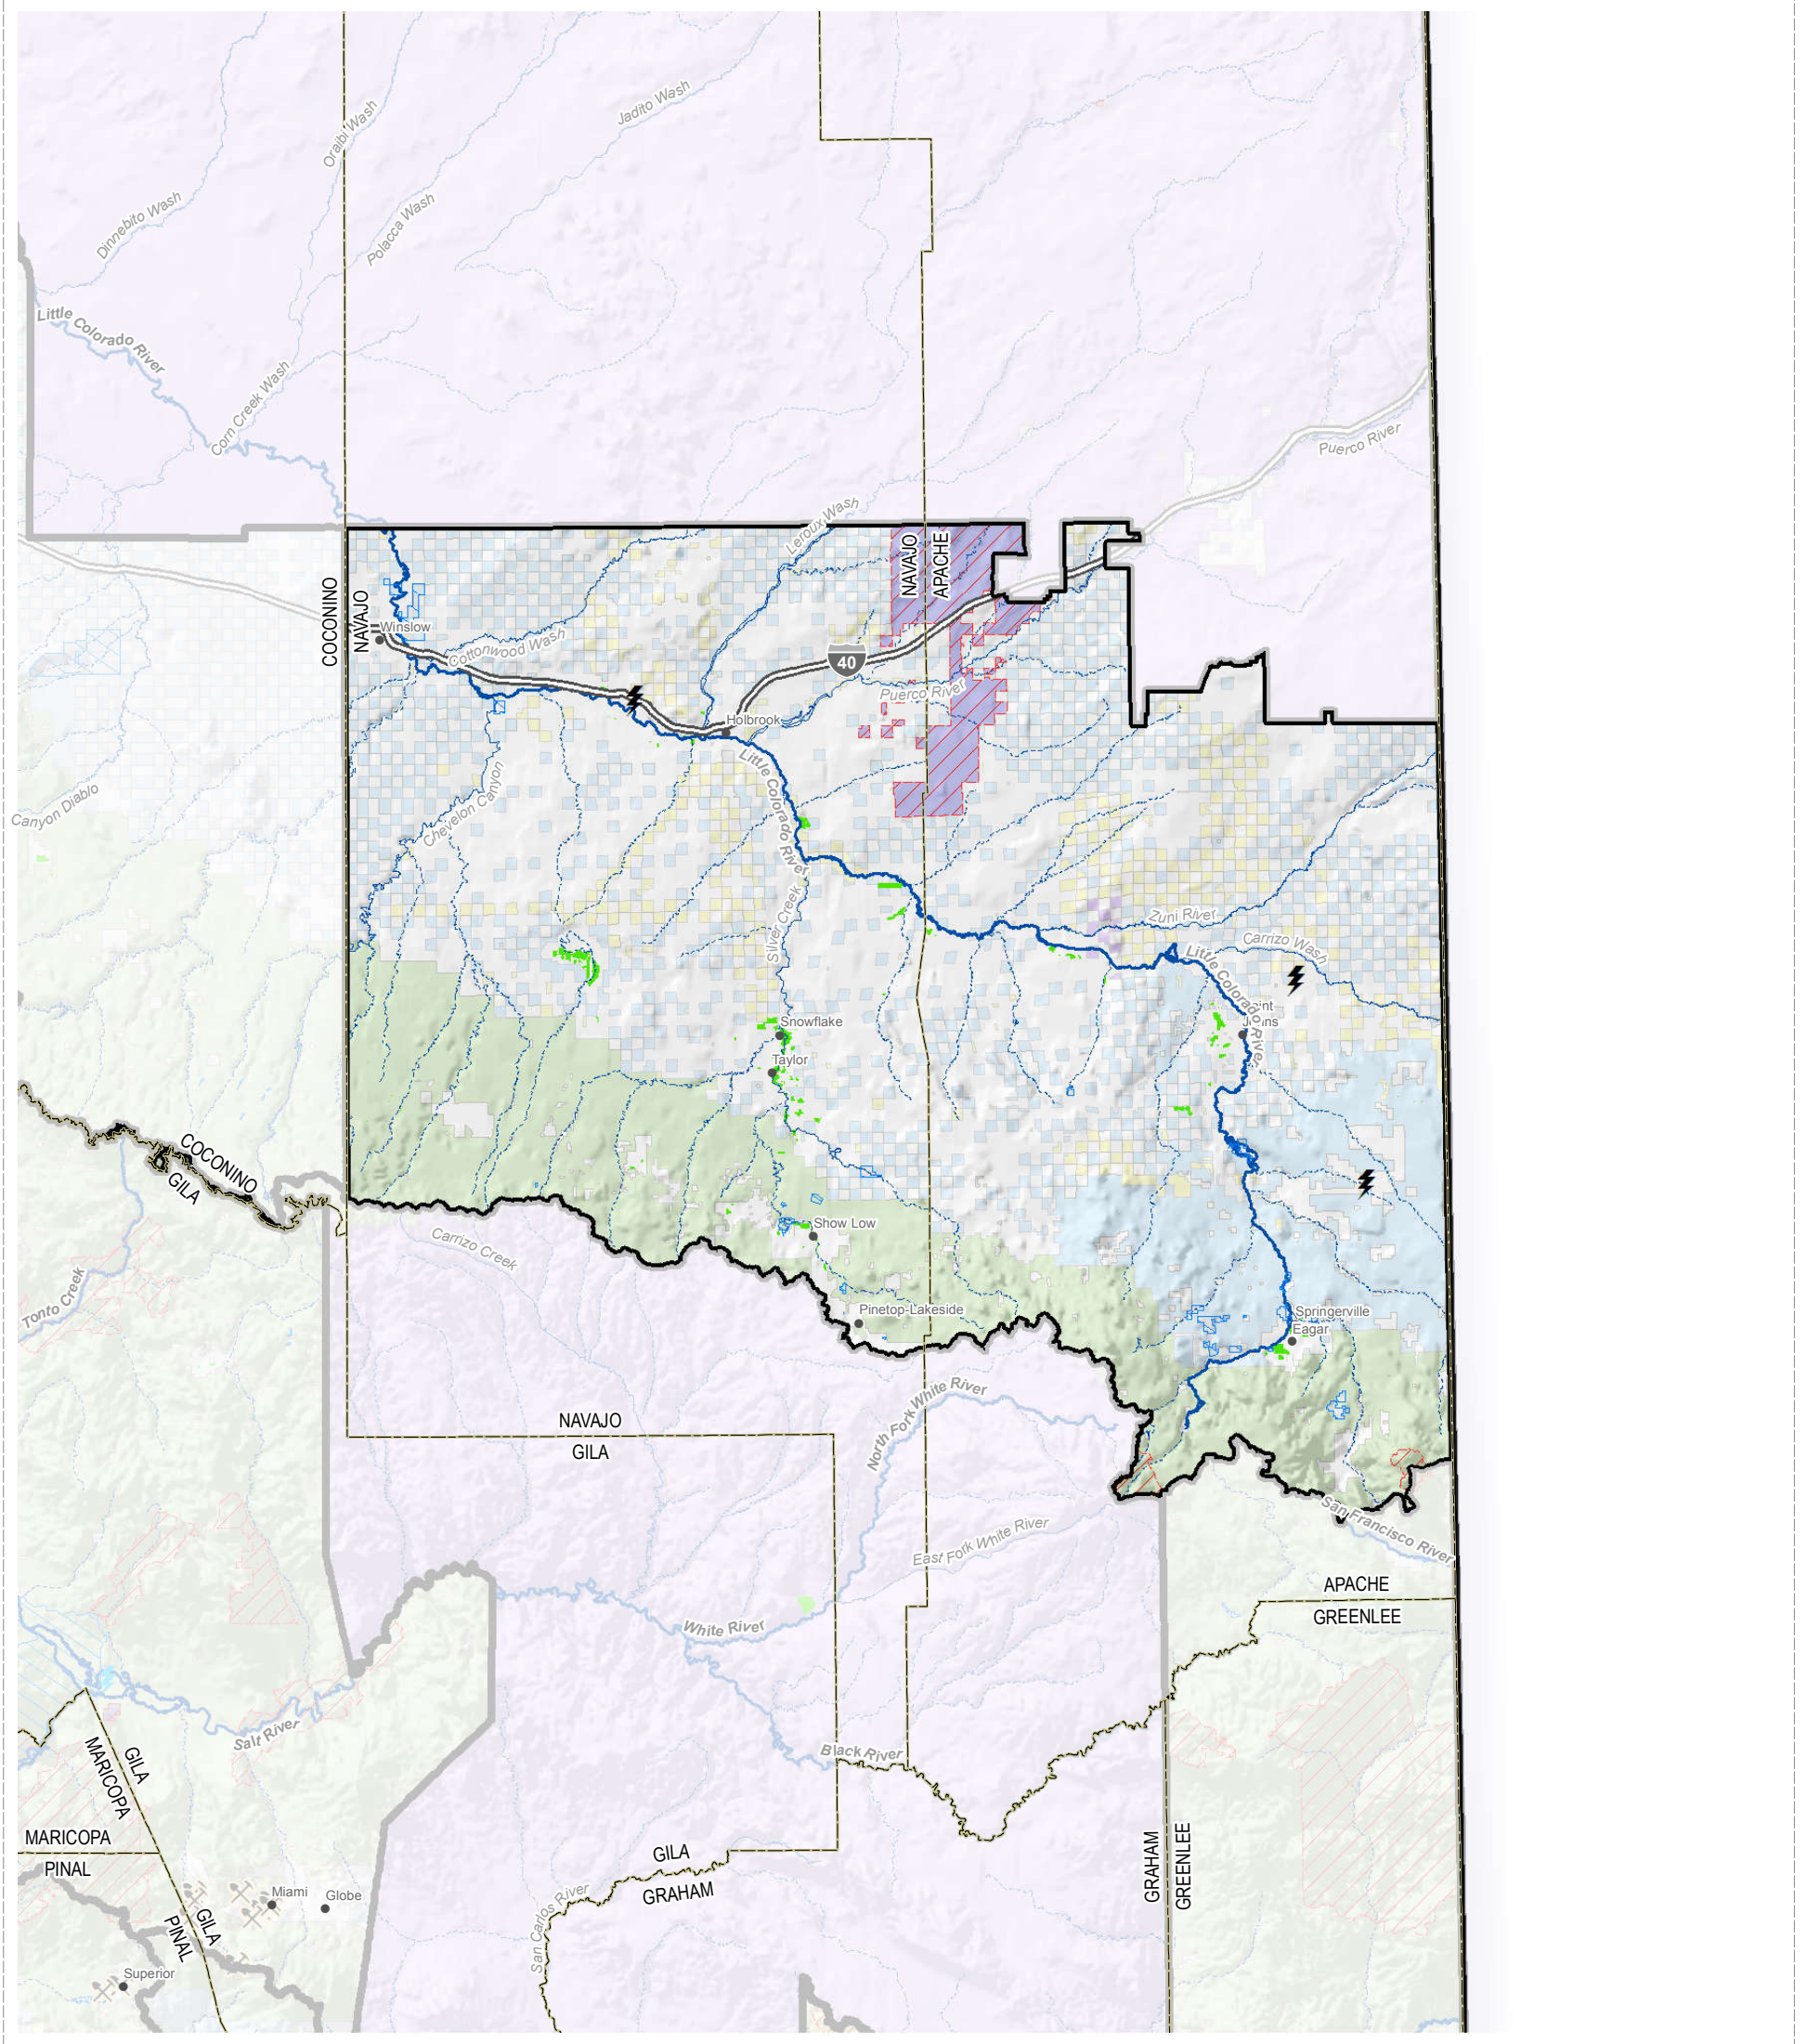 Oraibi Wash
Jadito Wash
Dinnebito Wash
Polacca Wash
Little Colorado River
Corn Creek Wash
Puerco River
Leroux Wash
NAVAJO
APACHE
COCONINO
NAVAJO
Winslow
Cottonwood Wash
40
Puerco River
Holbrook
Little Colorado River
Chevelon Canyon
Canyon Diablo
Silver Creek
Zuni River
Carrizo Wash
Little Colorado River
Snowflake
Taylor
COCONINO
GILA
Show Low
Carrizo Creek
Tonto Creek
Pinetop-Lakeside
Springerville
Eagar
North Fork White River
NAVAJO
GILA
San Francisco River
East Fork White River
APACHE
GREENLEE
White River
Salt River
Black River
GILA
MARICOPA
MARICOPA
PINAL
GILA
GRAHAM
GRAHAM
GREENLEE
Miami
Globe
GILA
PINAL
San Carlos River
Superior